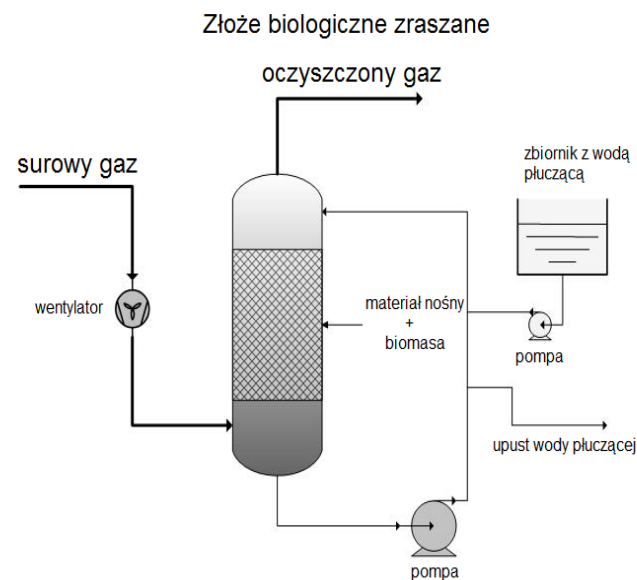 Złoże biologiczne zraszane
oczyszczony gaz
surowy gaz
zbiornik z wodą
płuczącą
wentylator
materiał nośny
+
biomasa
pompa
upust wody płuczącej
pompa